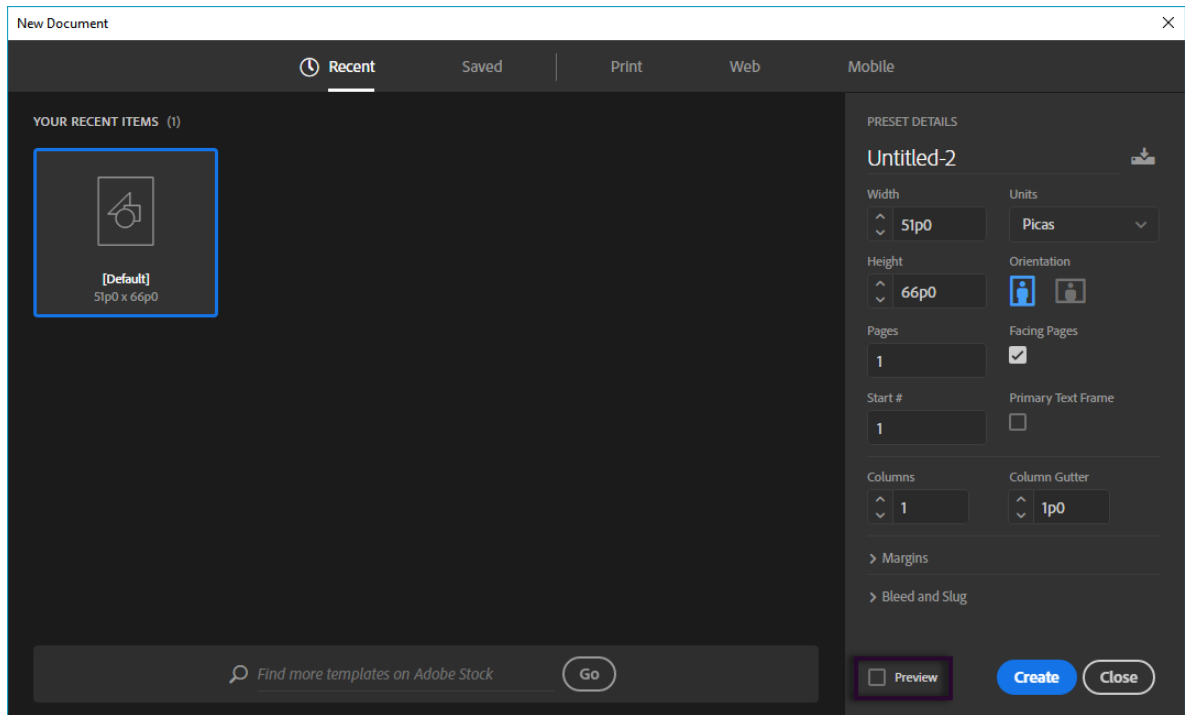 New Document
Recent Saved Print Web Mobile
YOUR RECENT ITEMS (1)
[Default]
51p0 x 66p0
Find more templates on Adobe Stock Go
PRESET DETAILS
Untitled-2
Width Units
51p0 Picas
Height Orientation
66p0
Pages Facing Pages
1
Start # Primary Text Frame
1
Columns Column Gutter
1 1p0
Margins
Bleed and Slug
Preview Create Close